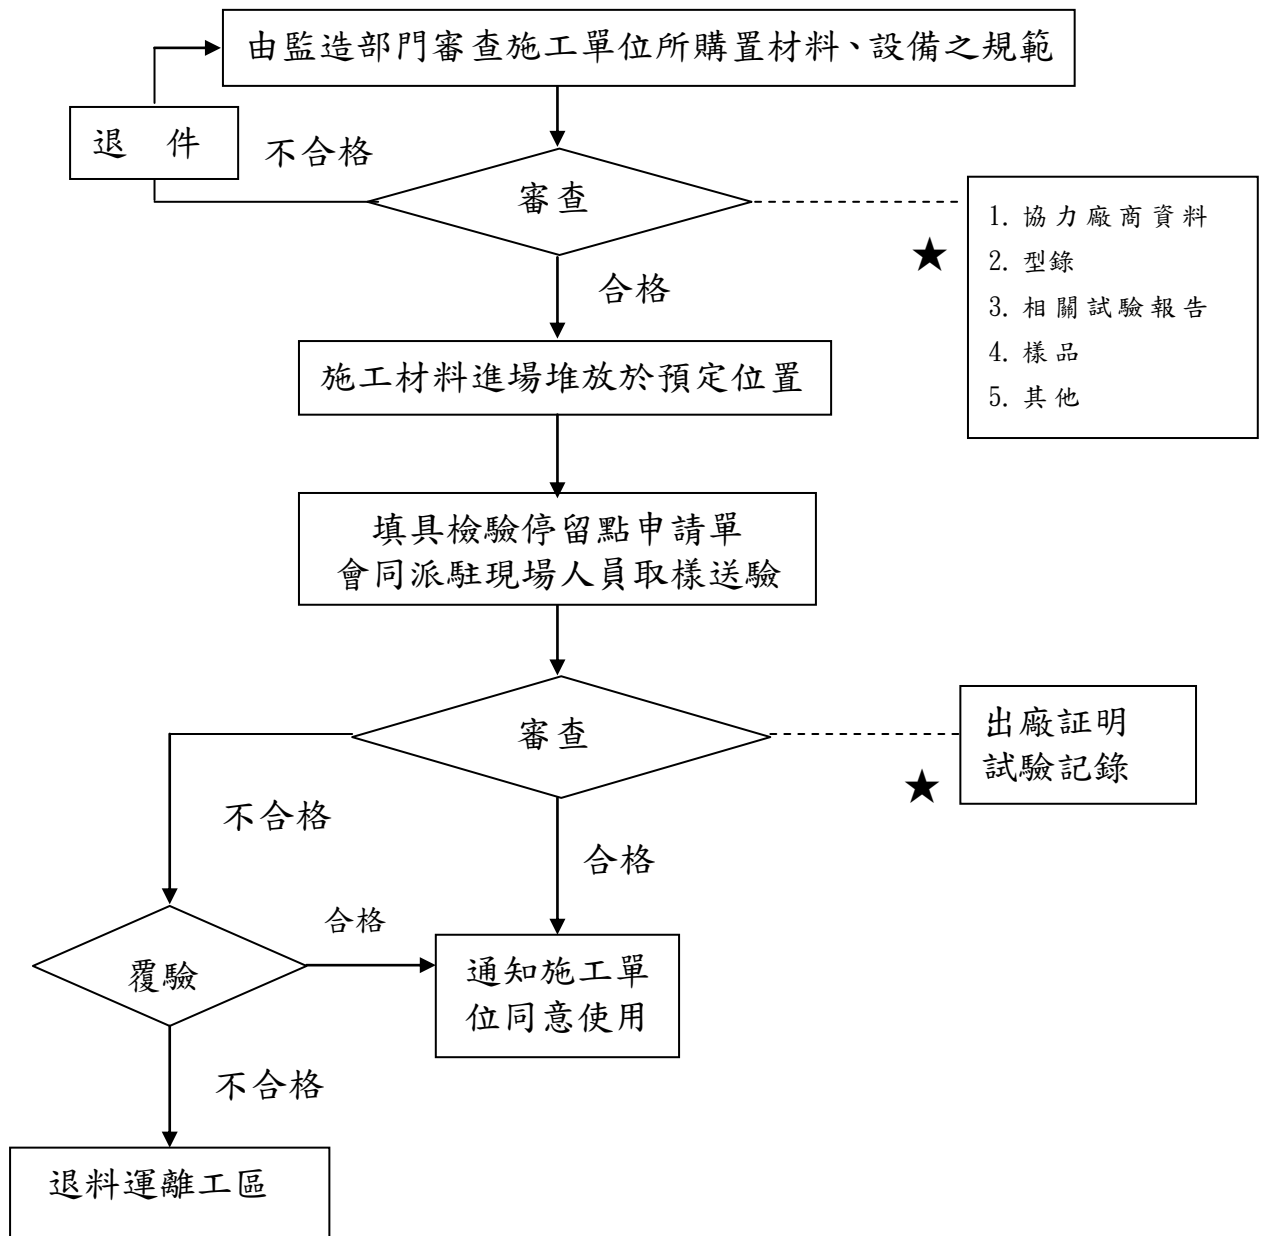 由監造部門審查施工單位所購置材料、設備之規範
退 件
不合格
審查
1. 協力廠商資料
2. 型錄
3. 相關試驗報告
4. 樣品
5. 其他
★
合格
施工材料進場堆放於預定位置
填具檢驗停留點申請單
會同派駐現場人員取樣送驗
審查
出廠証明
試驗記錄
★
不合格
合格
合格
覆驗
通知施工單
位同意使用
不合格
退料運離工區